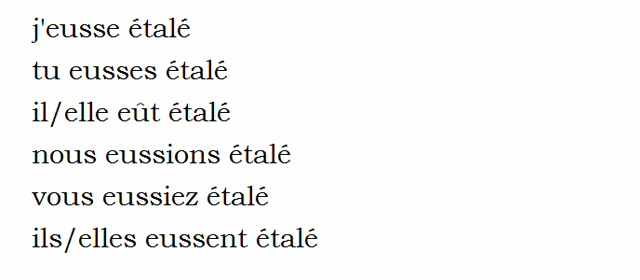 j'eusse étalé
tu eusses étalé
il/elle eût étalé
nous eussions étalé
vous eussiez étalé
ils/elles eussent étalé